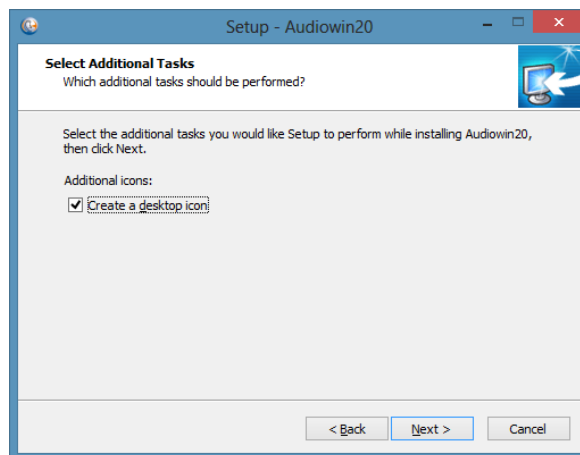 Setup - Audiowin20
Select Additional Tasks
Which additional tasks should be performed?
Select the additional tasks you would like Setup to perform while installing Audiowin20,
then click Next.
Additional icons:
Create a desktop icon
< Back Next > Cancel